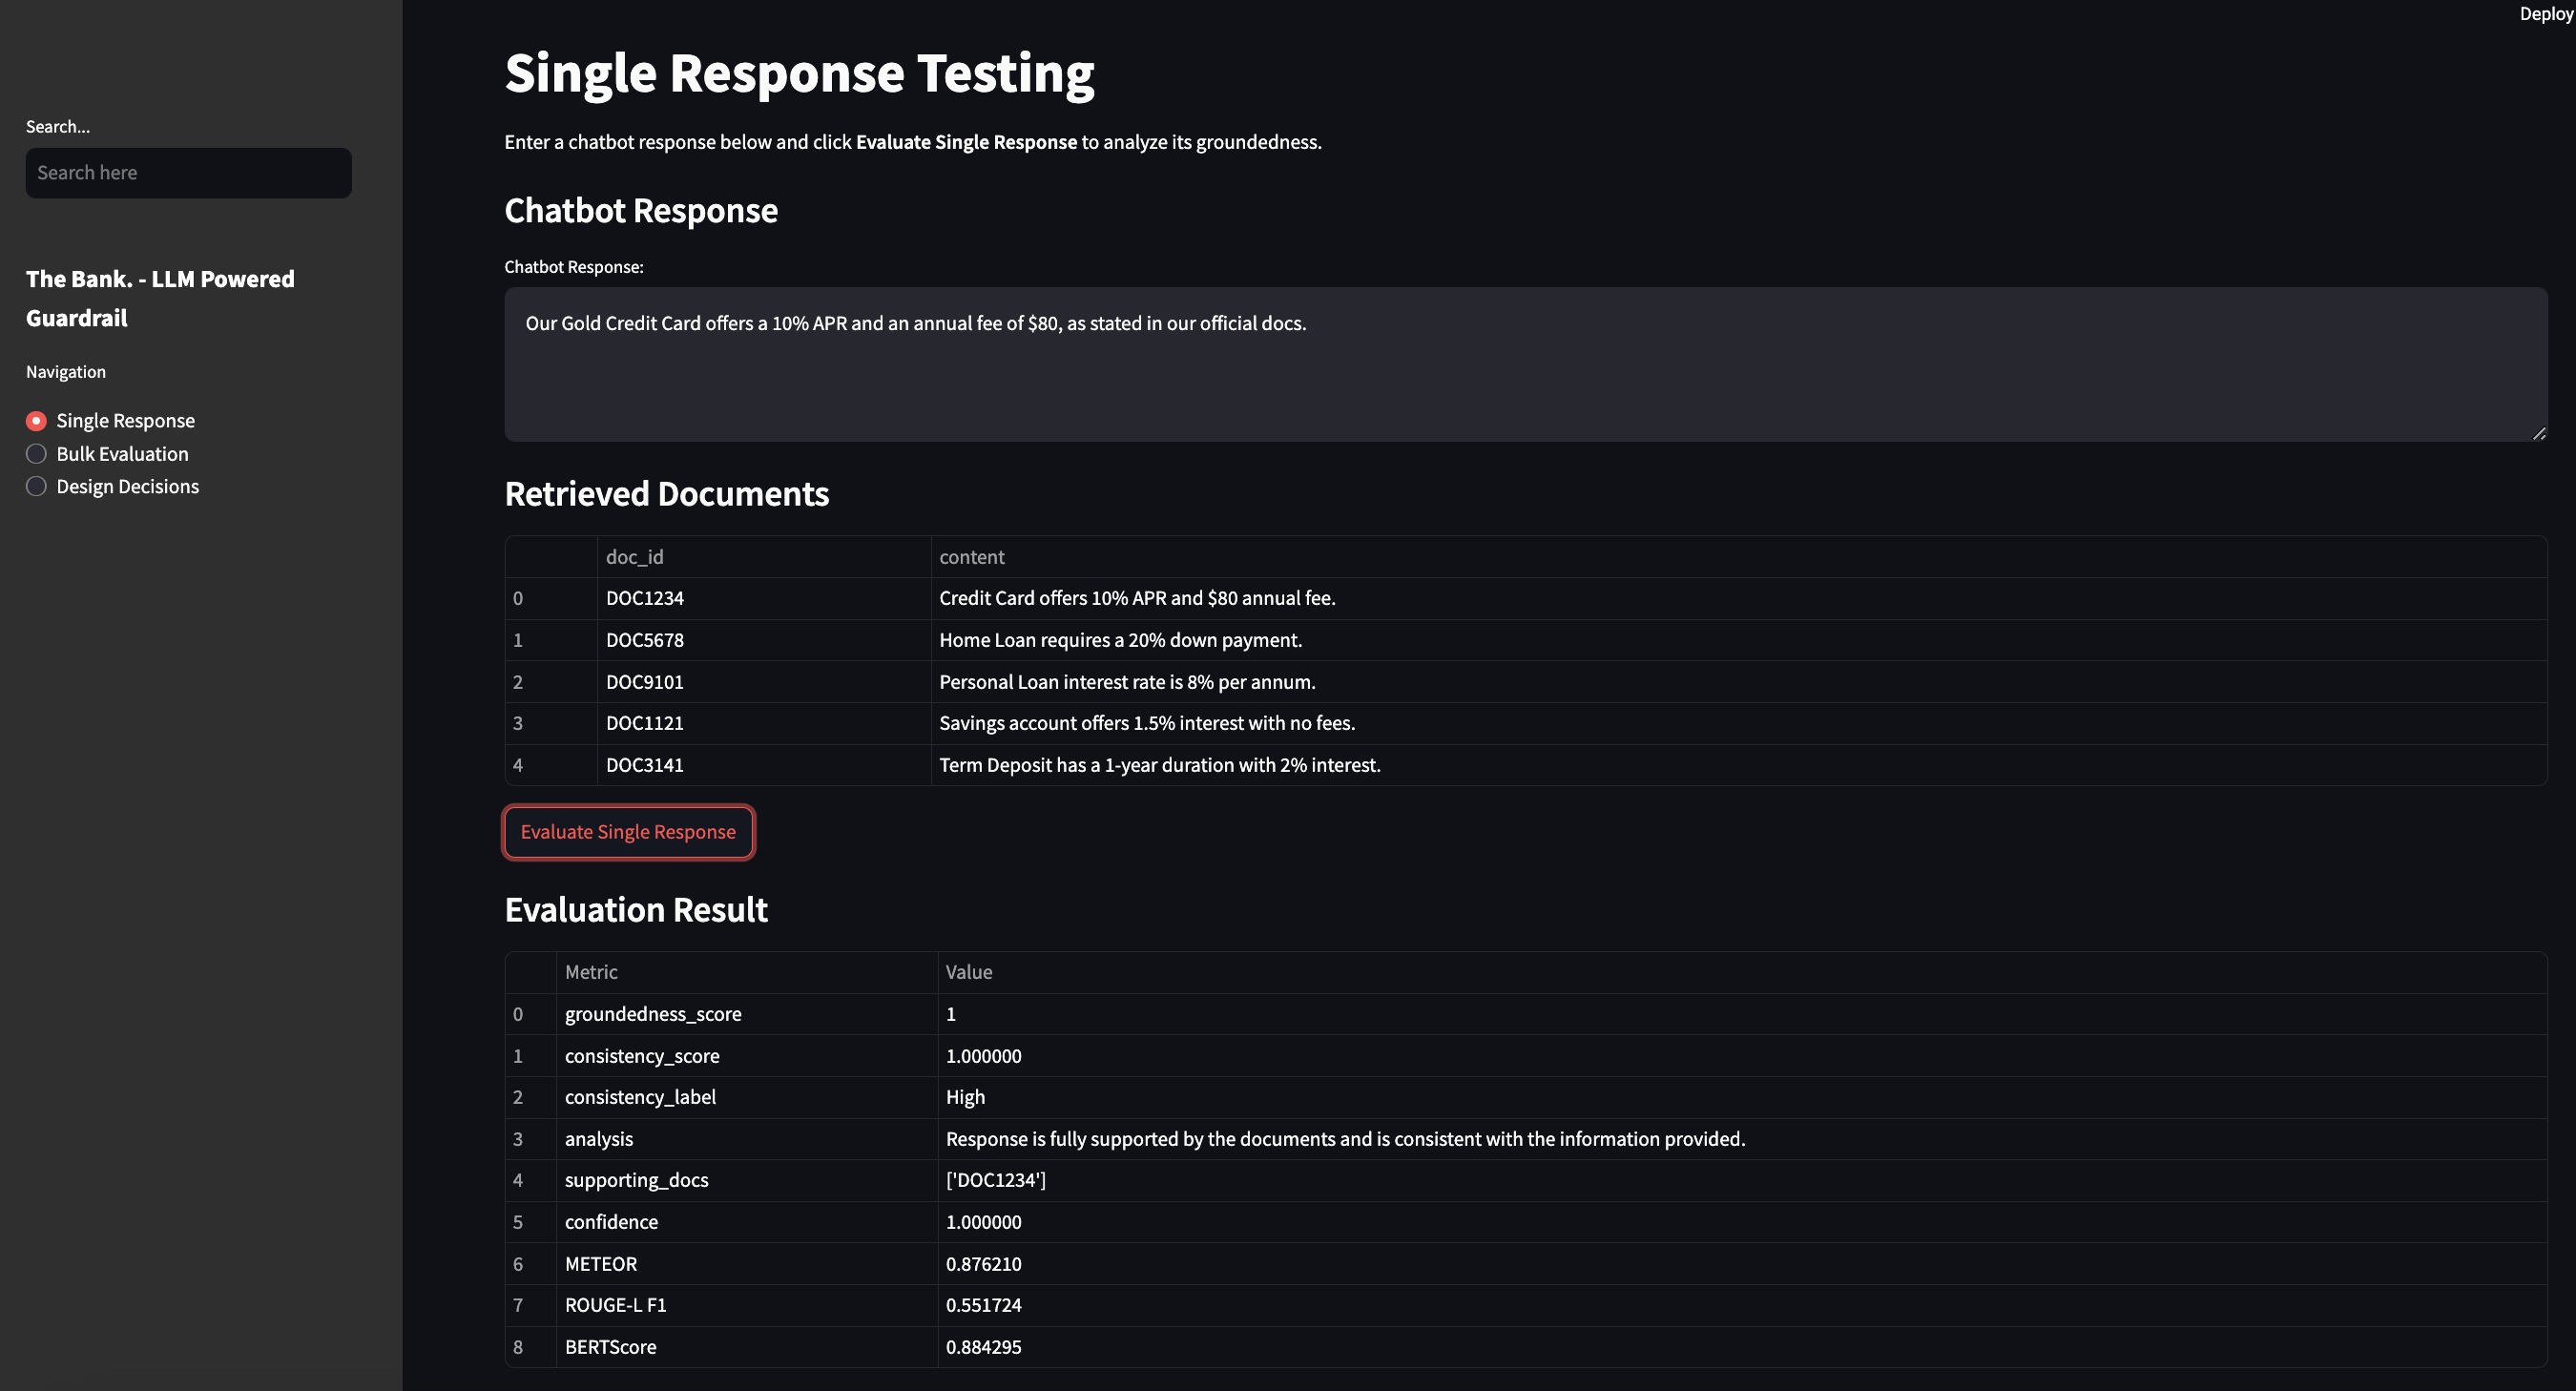 Deploy
Search...
Search here
The Bank. - LLM Powered
Guardrail
Navigation
Single Response
Bulk Evaluation
Design Decisions
Single Response Testing
Enter a chatbot response below and click Evaluate Single Response to analyze its groundedness.
Chatbot Response
Chatbot Response:
Our Gold Credit Card offers a 10% APR and an annual fee of $80, as stated in our official docs.
Retrieved Documents
doc_id content
0 DOC1234 Credit Card offers 10% APR and $80 annual fee.
1 DOC5678 Home Loan requires a 20% down payment.
2 DOC9101 Personal Loan interest rate is 8% per annum.
3 DOC1121 Savings account offers 1.5% interest with no fees.
4 DOC3141 Term Deposit has a 1-year duration with 2% interest.
Evaluate Single Response
Evaluation Result
Metric Value
0 groundedness_score 1
1 consistency_score 1.000000
2 consistency_label High
3 analysis Response is fully supported by the documents and is consistent with the information provided.
4 supporting_docs ['DOC1234']
5 confidence 1.000000
6 METEOR 0.876210
7 ROUGE-L F1 0.551724
8 BERTScore 0.884295